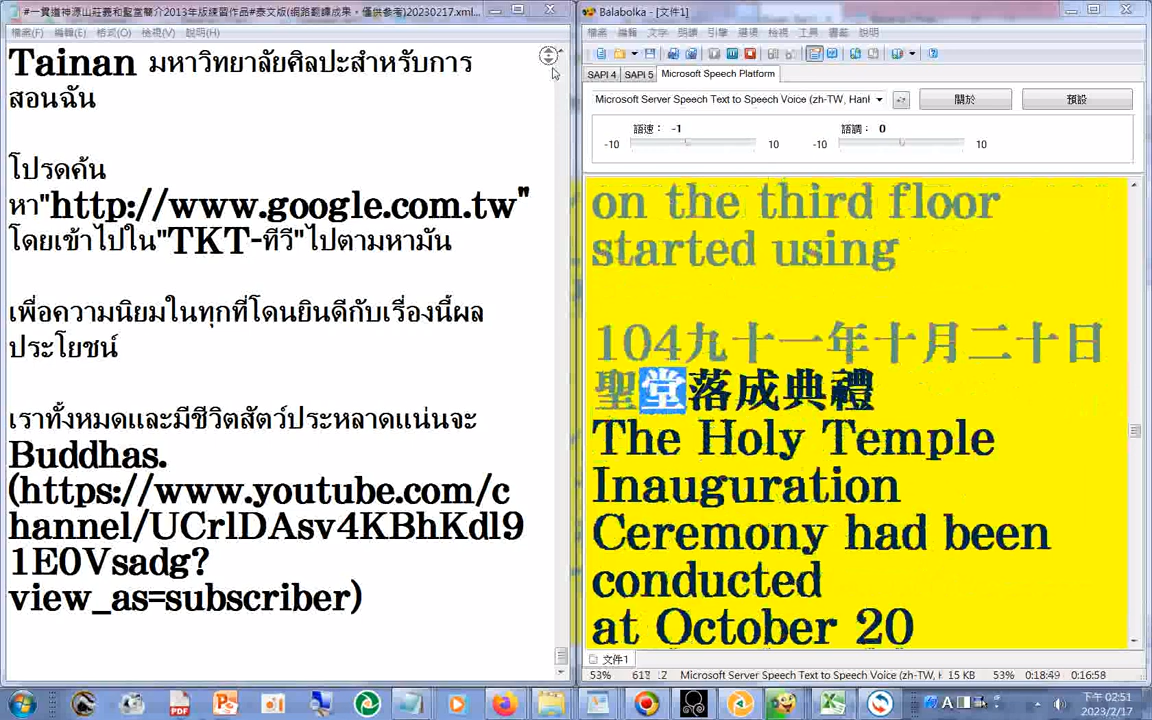 #一貫道神源山莊義和聖堂簡介2013年版練習作品#泰文版(網路翻譯成果，僅供參考)20230217.xml...
檔案(F) 編輯(E) 格式(O) 檢視(V) 說明(H)
Tainan มหาวิทยาลัยศิลปะสำหรับการ
สอนฉัน
โปรดค้น
หา"http://www.google.com.tw"
โดยเข้าไปใน"TKT-ทีวี"ไปตามหามัน
เพื่อความนิยมในทุกที่โดนยินดีกับเรื่องนี้ผล
ประโยชน์
เราทั้งหมดและมีชีวิตสัตว์ประหลาดแน่นจะ
Buddhas.
(https://www.youtube.com/c
hannel/UCrlDAsv4KBhKdl9
1E0Vsadg?
view_as=subscriber)
Balabolka - [文件1]
檔案 編輯 文字 朗讀 引擎 選項 檢視 工具 書籤 說明
SAPI 4 SAPI 5 Microsoft Speech Platform
Microsoft Server Speech Text to Speech Voice (zh-TW, HanH 關於 預設
語速： -1 語調： 0
-10 10 -10 10
on the third floor
started using
104九十一年十月二十日
聖堂落成典禮
The Holy Temple
Inauguration
Ceremony had been
conducted
at October 20
文件1
53% Microsoft Server Speech Text to Speech Voice (zh-TW, H 15 KB 53% 0:18:49 0:16:58
下午 02:51
2023/2/17